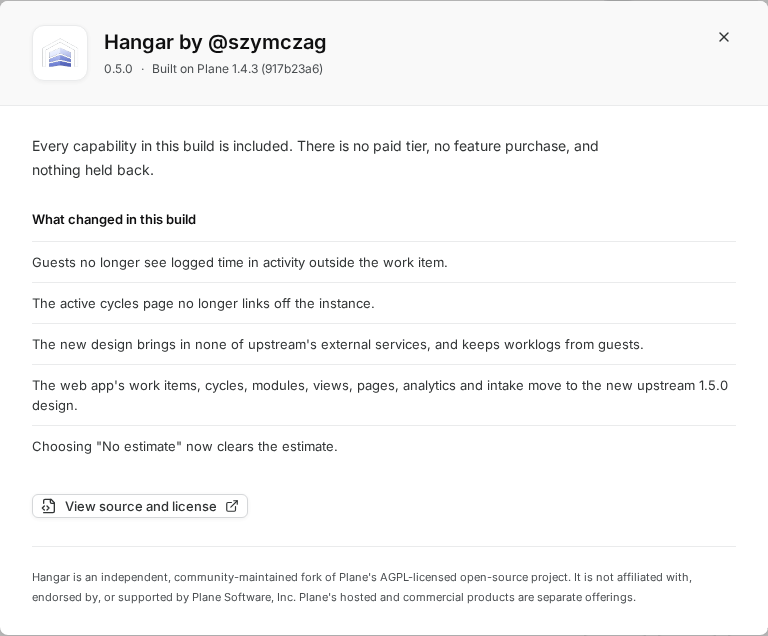 Hangar by @szymczag
0.5.0 · Built on Plane 1.4.3 (917b23a6)
Every capability in this build is included. There is no paid tier, no feature purchase, and
nothing held back.
What changed in this build
Guests no longer see logged time in activity outside the work item.
The active cycles page no longer links off the instance.
The new design brings in none of upstream's external services, and keeps worklogs from guests.
The web app's work items, cycles, modules, views, pages, analytics and intake move to the new upstream 1.5.0
design.
Choosing "No estimate" now clears the estimate.
View source and license
Hangar is an independent, community-maintained fork of Plane's AGPL-licensed open-source project. It is not affiliated with,
endorsed by, or supported by Plane Software, Inc. Plane's hosted and commercial products are separate offerings.